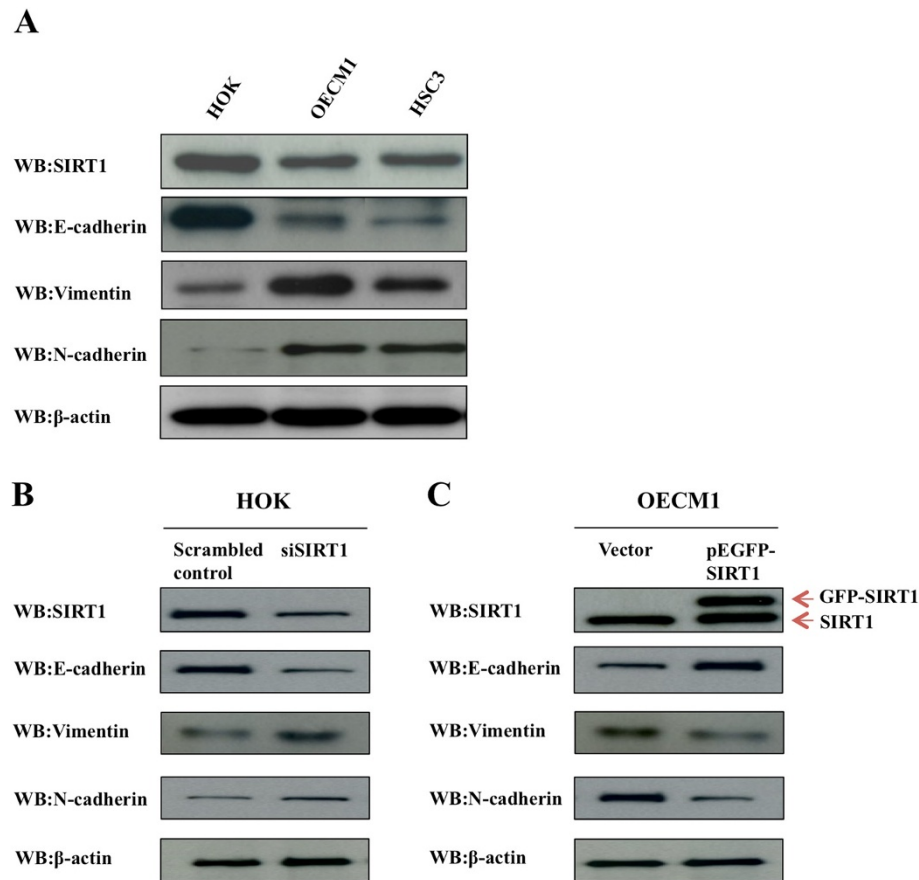 A
HOK OECM1 HSC3
WB:SIRT1
WB:E-cadherin
WB:Vimentin
WB:N-cadherin
WB:β-actin
B
HOK
Scrambled siSIRT1
control
WB:SIRT1
WB:E-cadherin
WB:Vimentin
WB:N-cadherin
WB:β-actin
C
OECM1
Vector pEGFP-
SIRT1
WB:SIRT1 GFP-SIRT1
SIRT1
WB:E-cadherin
WB:Vimentin
WB:N-cadherin
WB:β-actin